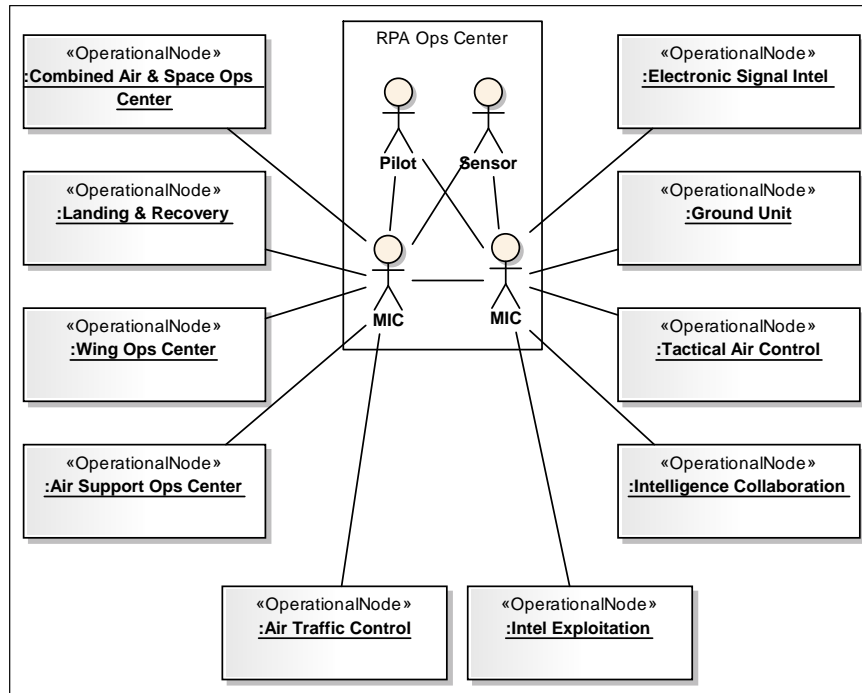 RPA Ops Center
«OperationalNode»
:Combined Air & Space Ops
Center
«OperationalNode»
:Electronic Signal Intel
Pilot
Sensor
«OperationalNode»
:Landing & Recovery
«OperationalNode»
:Ground Unit
MIC
MIC
«OperationalNode»
:Wing Ops Center
«OperationalNode»
:Tactical Air Control
«OperationalNode»
:Air Support Ops Center
«OperationalNode»
:Intelligence Collaboration
«OperationalNode»
:Air Traffic Control
«OperationalNode»
:Intel Exploitation